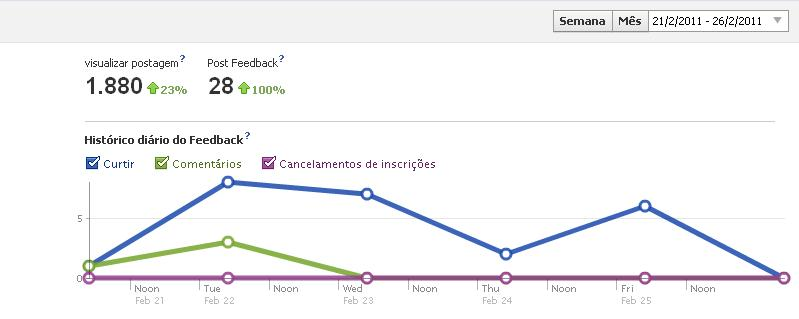 Semana Mês 21/2/2011 - 26/2/2011
visualizar postagem? Post Feedback?
1.880 23% 28 100%
Histórico diário do Feedback?
Curtir Comentários Cancelamentos de inscrições
5
0
Noon Tue Noon Wed Noon Thu Noon Fri Noon
Feb 21 Feb 22 Feb 23 Feb 24 Feb 25